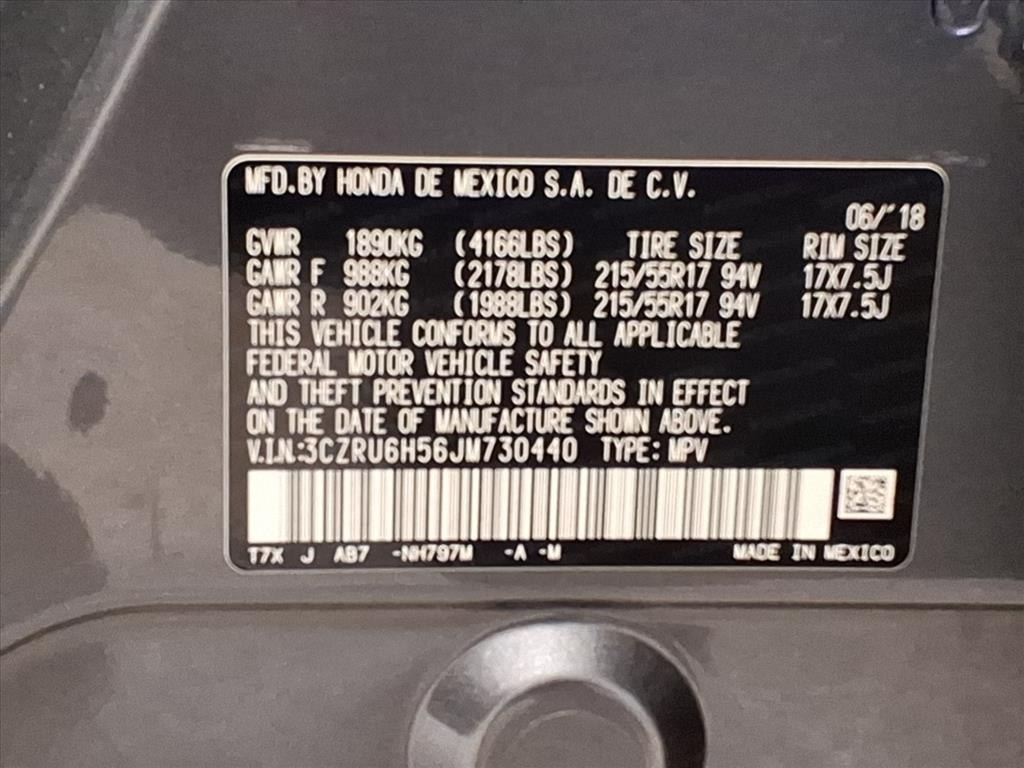 MFD.BY HONDA DE MEXICO S.A. DE C.V.
06/'18
GVWR 1890KG (4166LBS) TIRE SIZE RIM SIZE
GAWR F 988KG (2178LBS) 215/55R17 94V 17X7.5J
GAWR R 902KG (1988LBS) 215/55R17 94V 17X7.5J
THIS VEHICLE CONFORMS TO ALL APPLICABLE
FEDERAL MOTOR VEHICLE SAFETY
AND THEFT PREVENTION STANDARDS IN EFFECT
ON THE DATE OF MANUFACTURE SHOWN ABOVE.
V.I.N:3CZRU6H56JM730440 TYPE: MPV
T7X J AB7 -NH797M -A -M MADE IN MEXICO